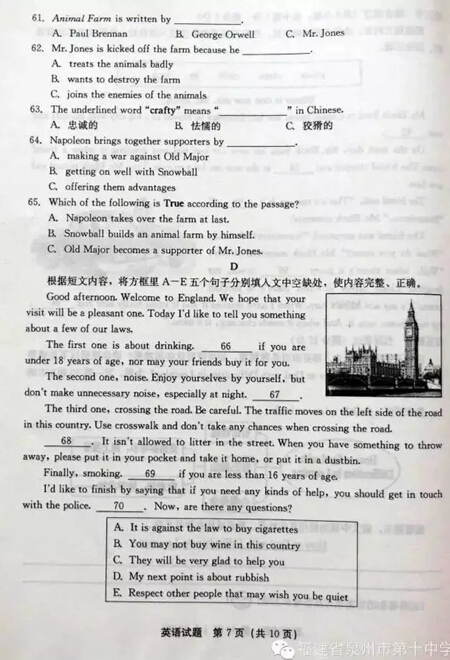 61. Animal Farm is written by ____________.
A. Paul Brennan B. George Orwell C. Mr. Jones
62. Mr. Jones is kicked off the farm because he ____________.
A. treats the animals badly
B. wants to destroy the farm
C. joins the enemies of the animals
63. The underlined word "crafty" means "____________" in Chinese.
A. 忠诚的 B. 怯懦的 C. 狡猾的
64. Napoleon brings together supporters by ____________.
A. making a war against Old Major
B. getting on well with Snowball
C. offering them advantages
65. Which of the following is True according to the passage?
A. Napoleon takes over the farm at last.
B. Snowball builds an animal farm by himself.
C. Old Major becomes a supporter of Mr. Jones.
D
根据短文内容，将方框里 A—E 五个句子分别填入文中空缺处，使内容完整、正确。
Good afternoon. Welcome to England. We hope that your
visit will be a pleasant one. Today I'd like to tell you something
about a few of our laws.
The first one is about drinking. 66 if you are
under 18 years of age, nor may your friends buy it for you.
The second one, noise. Enjoy yourselves by yourself, but
don't make unnecessary noise, especially at night. 67 .
The third one, crossing the road. Be careful. The traffic moves on the left side of the road
in this country. Use crosswalk and don't take any chances when crossing the road.
68 . It isn't allowed to litter in the street. When you have something to throw
away, please put it in your pocket and take it home, or put it in a dustbin.
Finally, smoking. 69 if you are less than 16 years of age.
I'd like to finish by saying that if you need any kinds of help, you should get in touch
with the police. 70 . Now, are there any questions?
A. It is against the law to buy cigarettes
B. You may not buy wine in this country
C. They will be very glad to help you
D. My next point is about rubbish
E. Respect other people that may wish you be quiet
英语试题 第 7 页 (共 10 页)
福建省泉州市第十中学